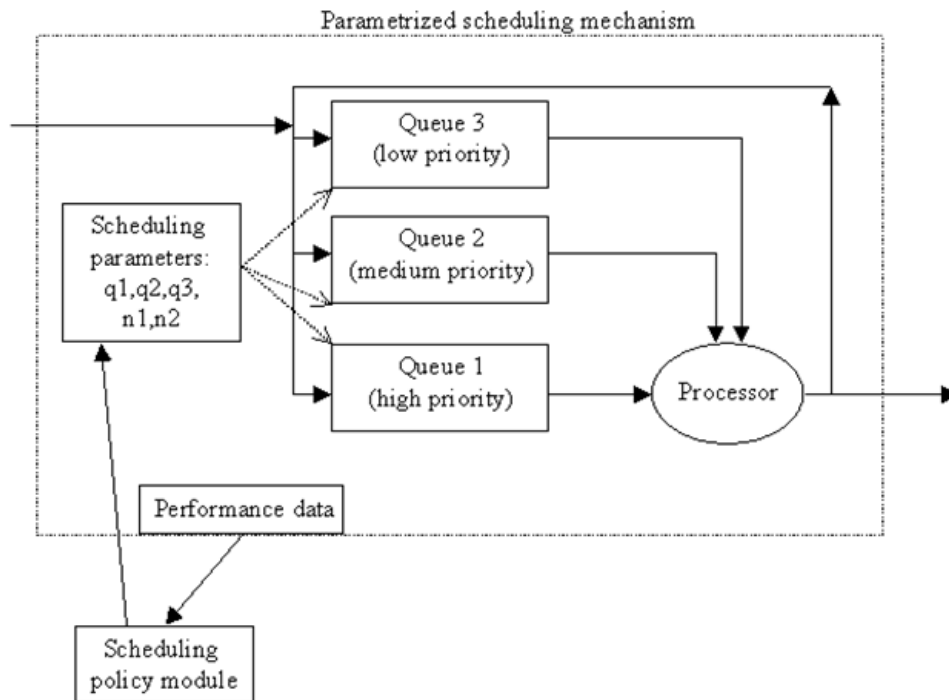 Parametrized scheduling mechanism
Queue 3
(low priority)
Scheduling
parameters:
q1,q2,q3,
n1,n2
Queue 2
(medium priority)
Queue 1
(high priority)
Processor
Performance data
Scheduling
policy module